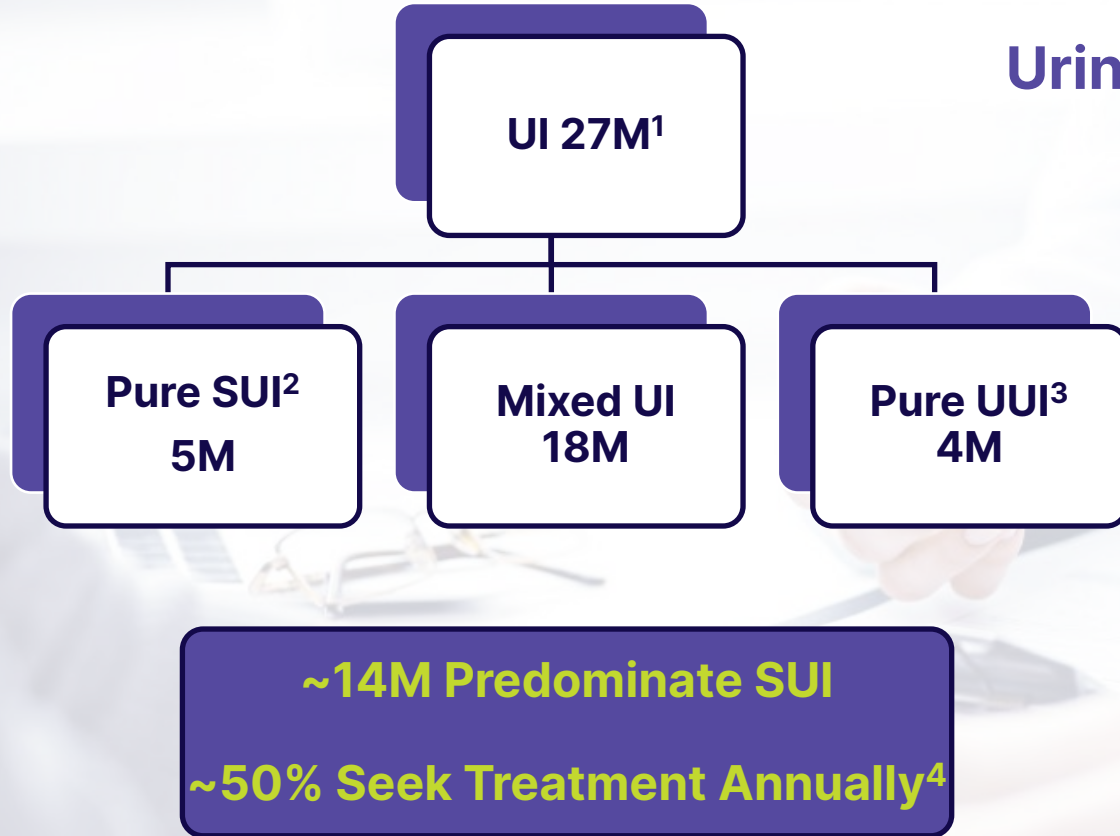 Urin
UI 27M¹
Pure SUI²
5M
Mixed UI
18M
Pure UUI³
4M
~14M Predominate SUI
~50% Seek Treatment Annually⁴